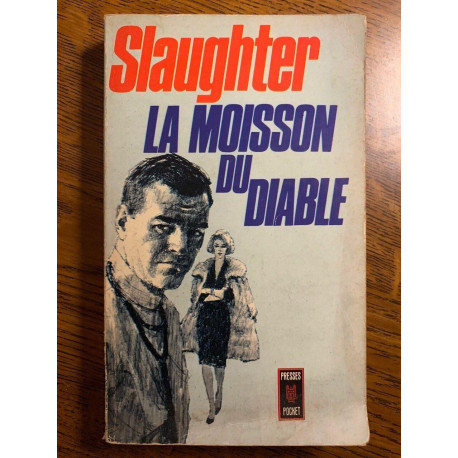 Slaughter
LA MOISSON
DU
DIABLE
PRESSES
POCKET